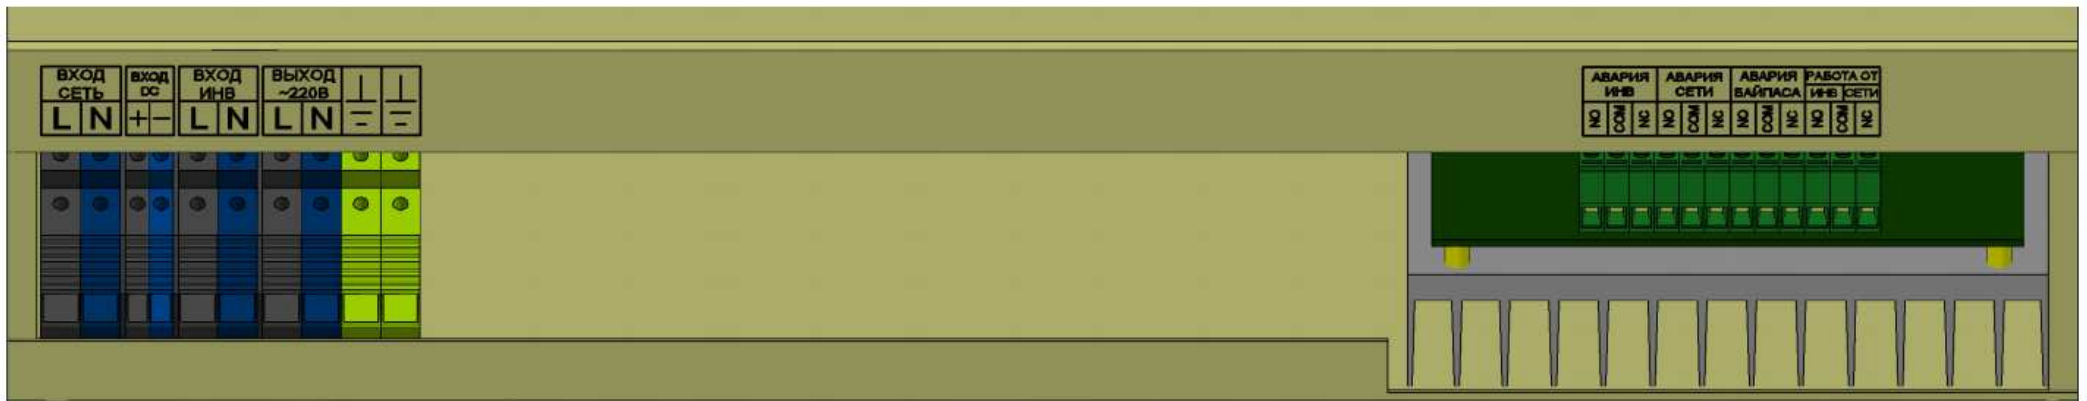 ВХОД ВХОД ВХОД ВЫХОД
СЕТЬ DC ИНВ ~220В
L N + − L N L N
АВАРИЯ АВАРИЯ АВАРИЯ РАБОТА ОТ
ИНВ СЕТИ БАЙПАСА ИНВ СЕТИ
NO COM NC NO COM NC NO COM NC NO COM NC